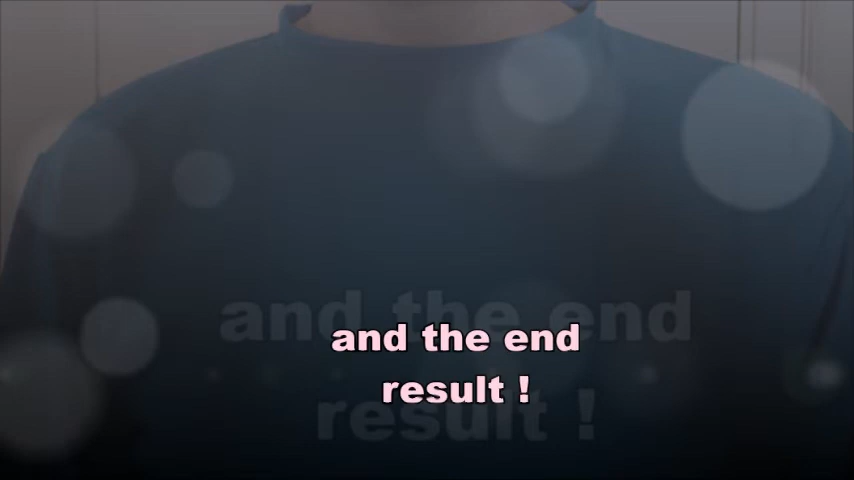 and the end
result !